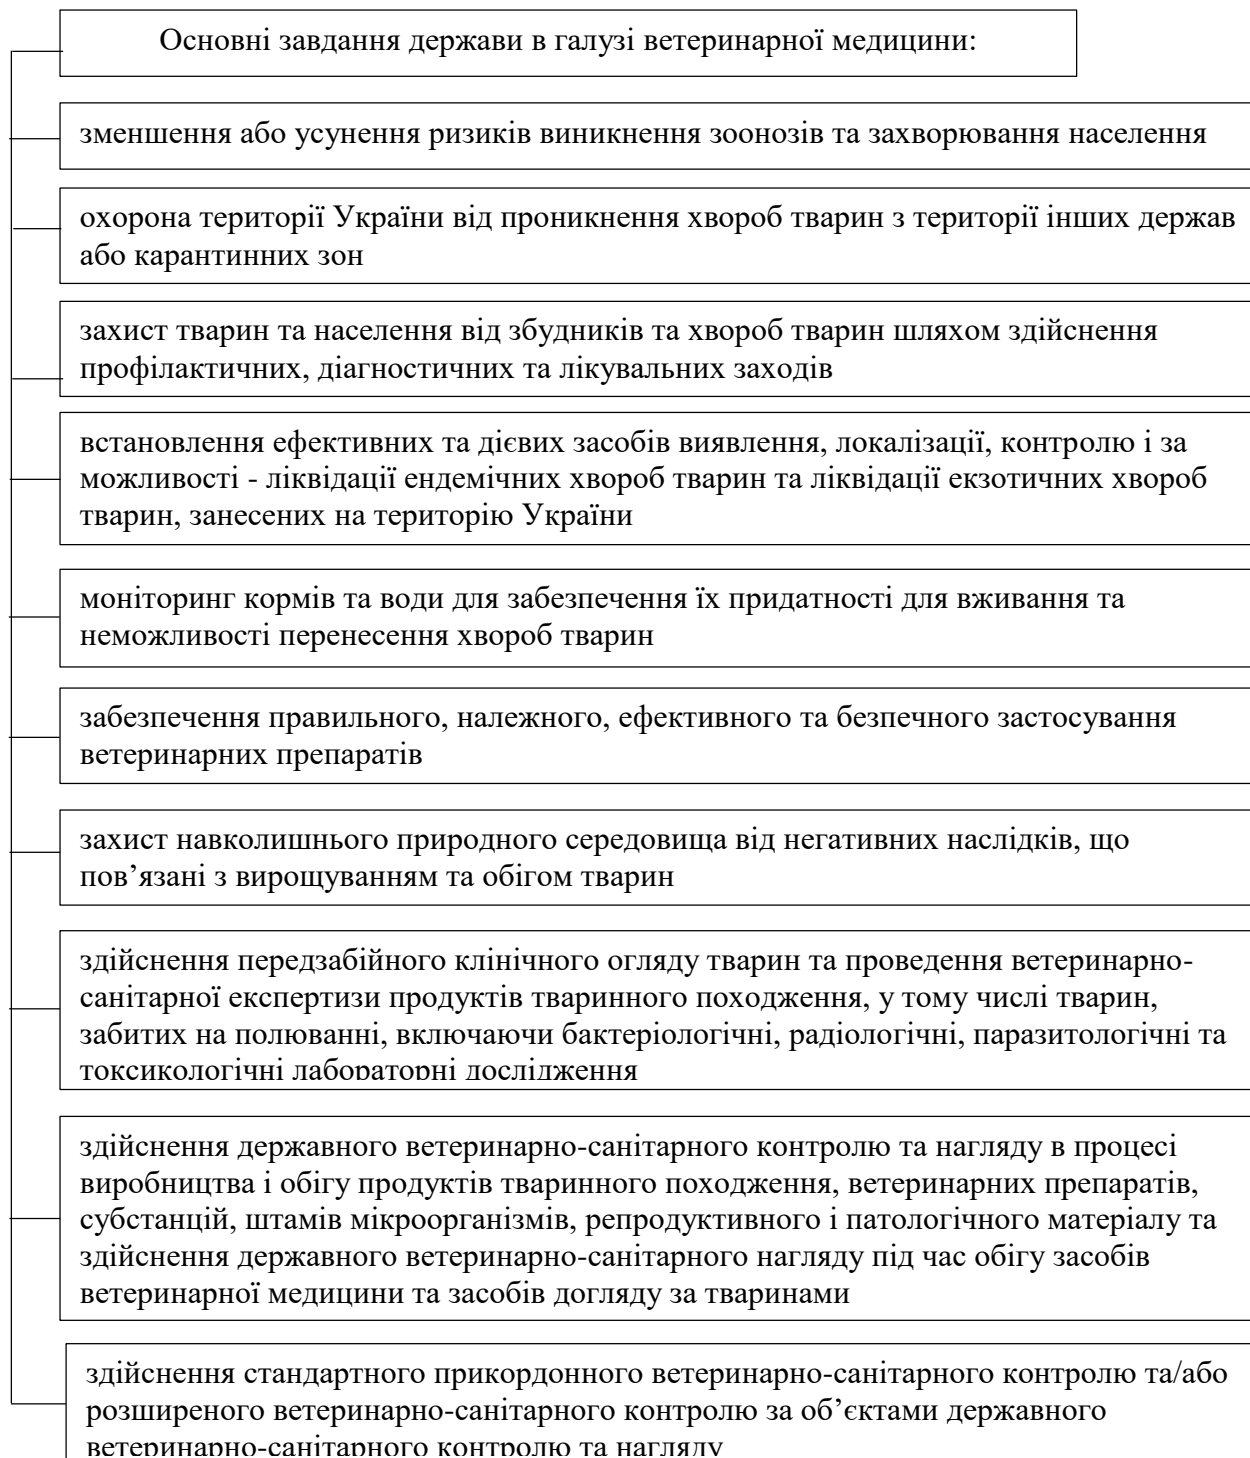 Основні завдання держави в галузі ветеринарної медицини:
зменшення або усунення ризиків виникнення зоонозів та захворювання населення
охорона території України від проникнення хвороб тварин з території інших держав
або карантинних зон
захист тварин та населення від збудників та хвороб тварин шляхом здійснення
профілактичних, діагностичних та лікувальних заходів
встановлення ефективних та дієвих засобів виявлення, локалізації, контролю і за
можливості - ліквідації ендемічних хвороб тварин та ліквідації екзотичних хвороб
тварин, занесених на територію України
моніторинг кормів та води для забезпечення їх придатності для вживання та
неможливості перенесення хвороб тварин
забезпечення правильного, належного, ефективного та безпечного застосування
ветеринарних препаратів
захист навколишнього природного середовища від негативних наслідків, що
пов’язані з вирощуванням та обігом тварин
здійснення передзабійного клінічного огляду тварин та проведення ветеринарно-
санітарної експертизи продуктів тваринного походження, у тому числі тварин,
забитих на полюванні, включаючи бактеріологічні, радіологічні, паразитологічні та
токсикологічні лабораторні дослідження
здійснення державного ветеринарно-санітарного контролю та нагляду в процесі
виробництва і обігу продуктів тваринного походження, ветеринарних препаратів,
субстанцій, штамів мікроорганізмів, репродуктивного і патологічного матеріалу та
здійснення державного ветеринарно-санітарного нагляду під час обігу засобів
ветеринарної медицини та засобів догляду за тваринами
здійснення стандартного прикордонного ветеринарно-санітарного контролю та/або
розширеного ветеринарно-санітарного контролю за об’єктами державного
ветеринарно-санітарного контролю та нагляду